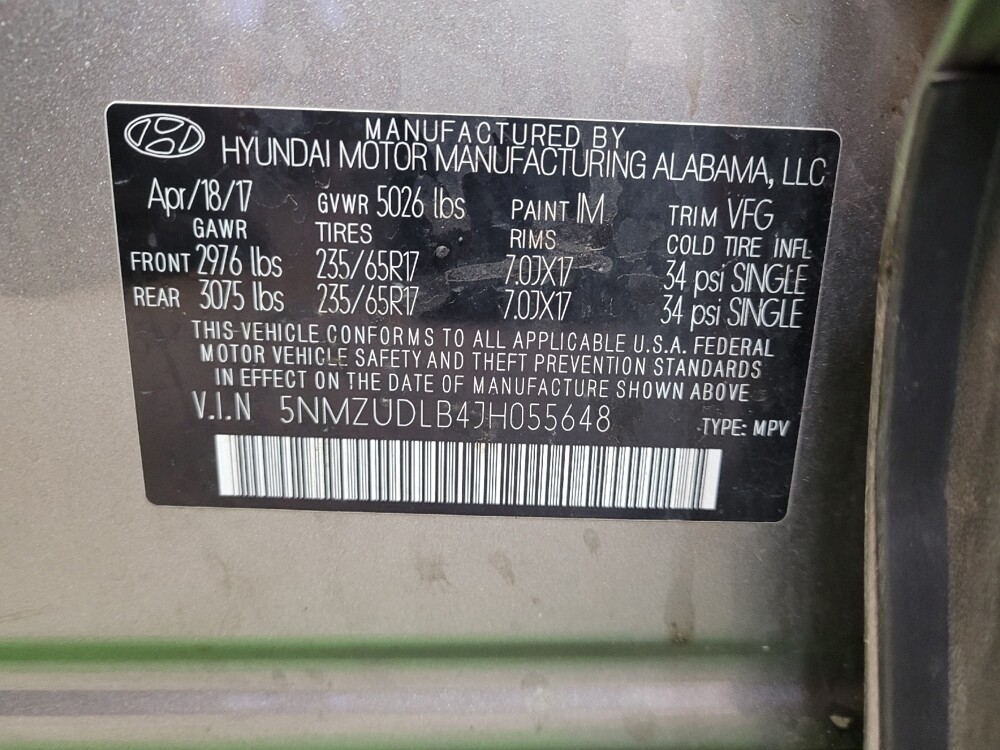 MANUFACTURED BY
HYUNDAI MOTOR MANUFACTURING ALABAMA, LLC
Apr/18/17 GVWR 5026 lbs PAINT IM TRIM VFG
GAWR TIRES RIMS COLD TIRE INFL
FRONT 2976 lbs 235/65R17 7.0JX17 34 psi SINGLE
REAR 3075 lbs 235/65R17 7.0JX17 34 psi SINGLE
THIS VEHICLE CONFORMS TO ALL APPLICABLE U.S.A. FEDERAL
MOTOR VEHICLE SAFETY AND THEFT PREVENTION STANDARDS
IN EFFECT ON THE DATE OF MANUFACTURE SHOWN ABOVE
V.I.N 5NMZUDLB4JH055648 TYPE: MPV